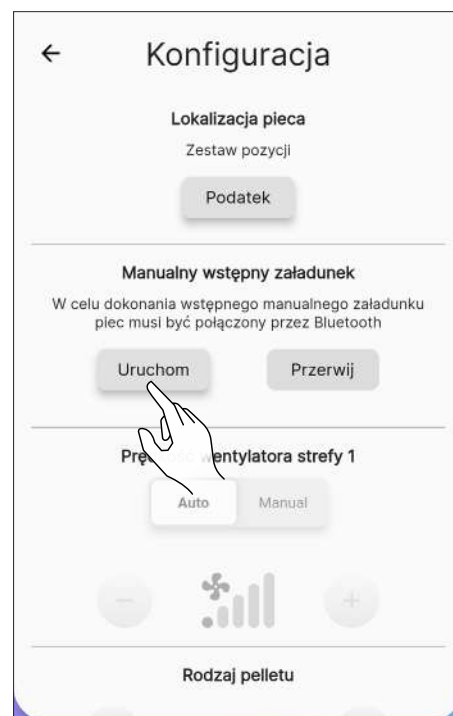 Konfiguracja
Lokalizacja pieca
Zestaw pozycji
Podatek
Manualny wstępny załadunek
W celu dokonania wstępnego manualnego załadunku
piec musi być połączony przez Bluetooth
Uruchom Przerwij
wentylatora strefy 1
Auto Manual
Rodzaj pelletu